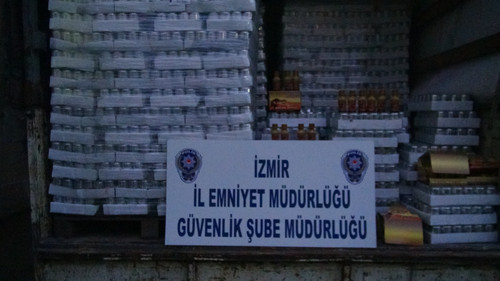 İZMİR
İL EMNİYET MÜDÜRLÜĞÜ
GÜVENLİK ŞUBE MÜDÜRLÜĞÜ